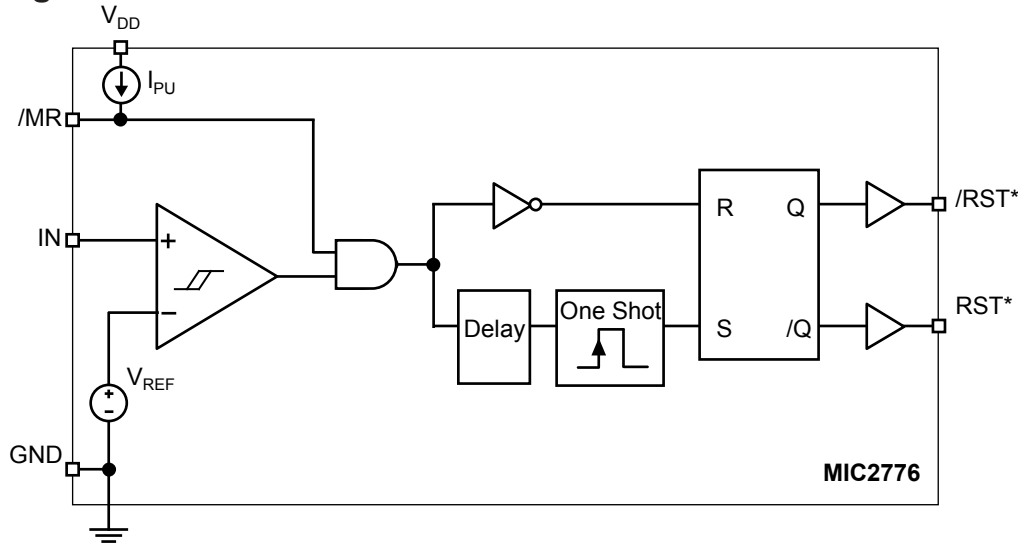 V_DD
I_PU
/MR
IN
+
−
V_REF
+
−
GND
Delay
One Shot
R
Q
S
/Q
/RST*
RST*
MIC2776